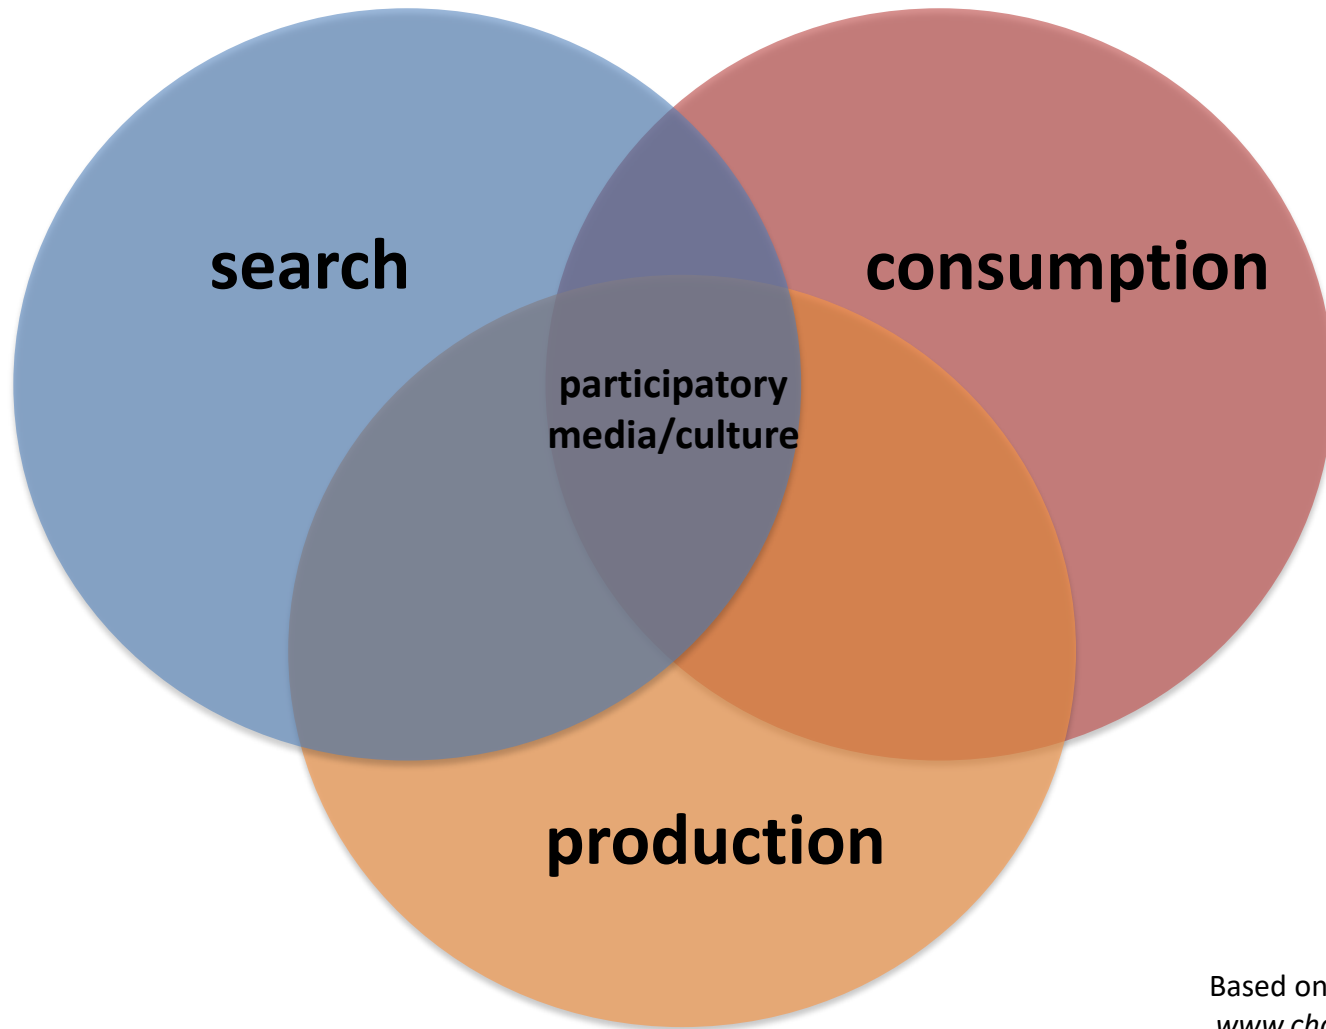 search
consumption
participatory
media/culture
production
Based on